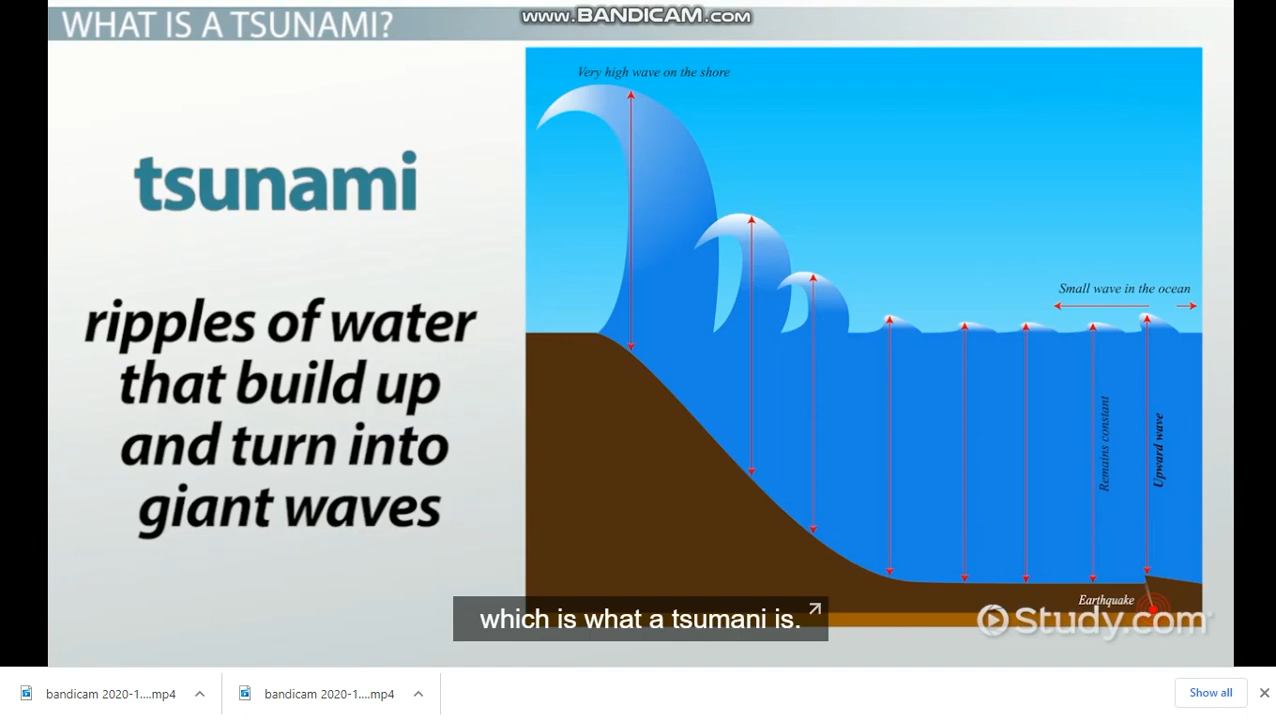 WHAT IS A TSUNAMI?
www.BANDICAM.com
Very high wave on the shore
tsunami
Small wave in the ocean
ripples of water
that build up
and turn into
giant waves
Remains constant
Upward wave
Earthquake
Study.com
which is what a tsumani is.
bandicam 2020-1....mp4
bandicam 2020-1....mp4
Show all